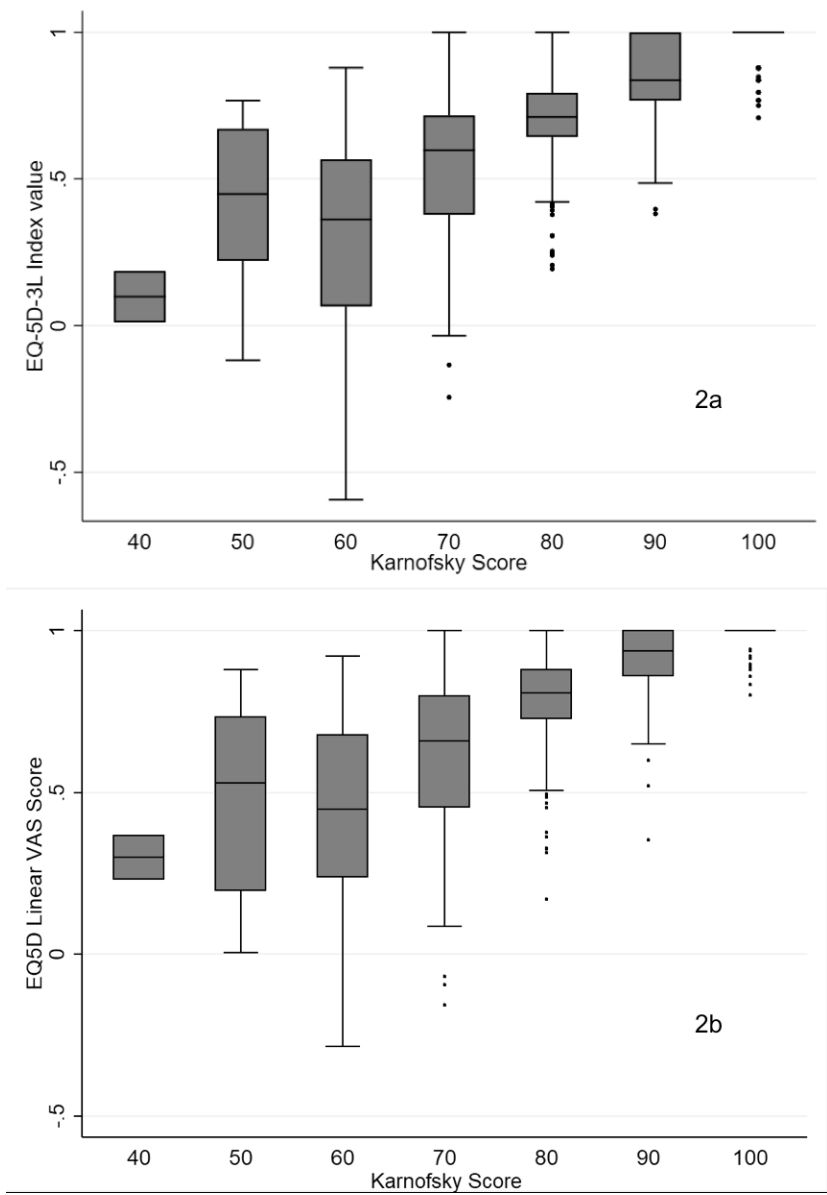 EQ-5D-3L Index value
1
.5
0
-.5
2a
40 50 60 70 80 90 100
Karnofsky Score
EQ5D Linear VAS Score
1
.5
0
-.5
2b
40 50 60 70 80 90 100
Karnofsky Score